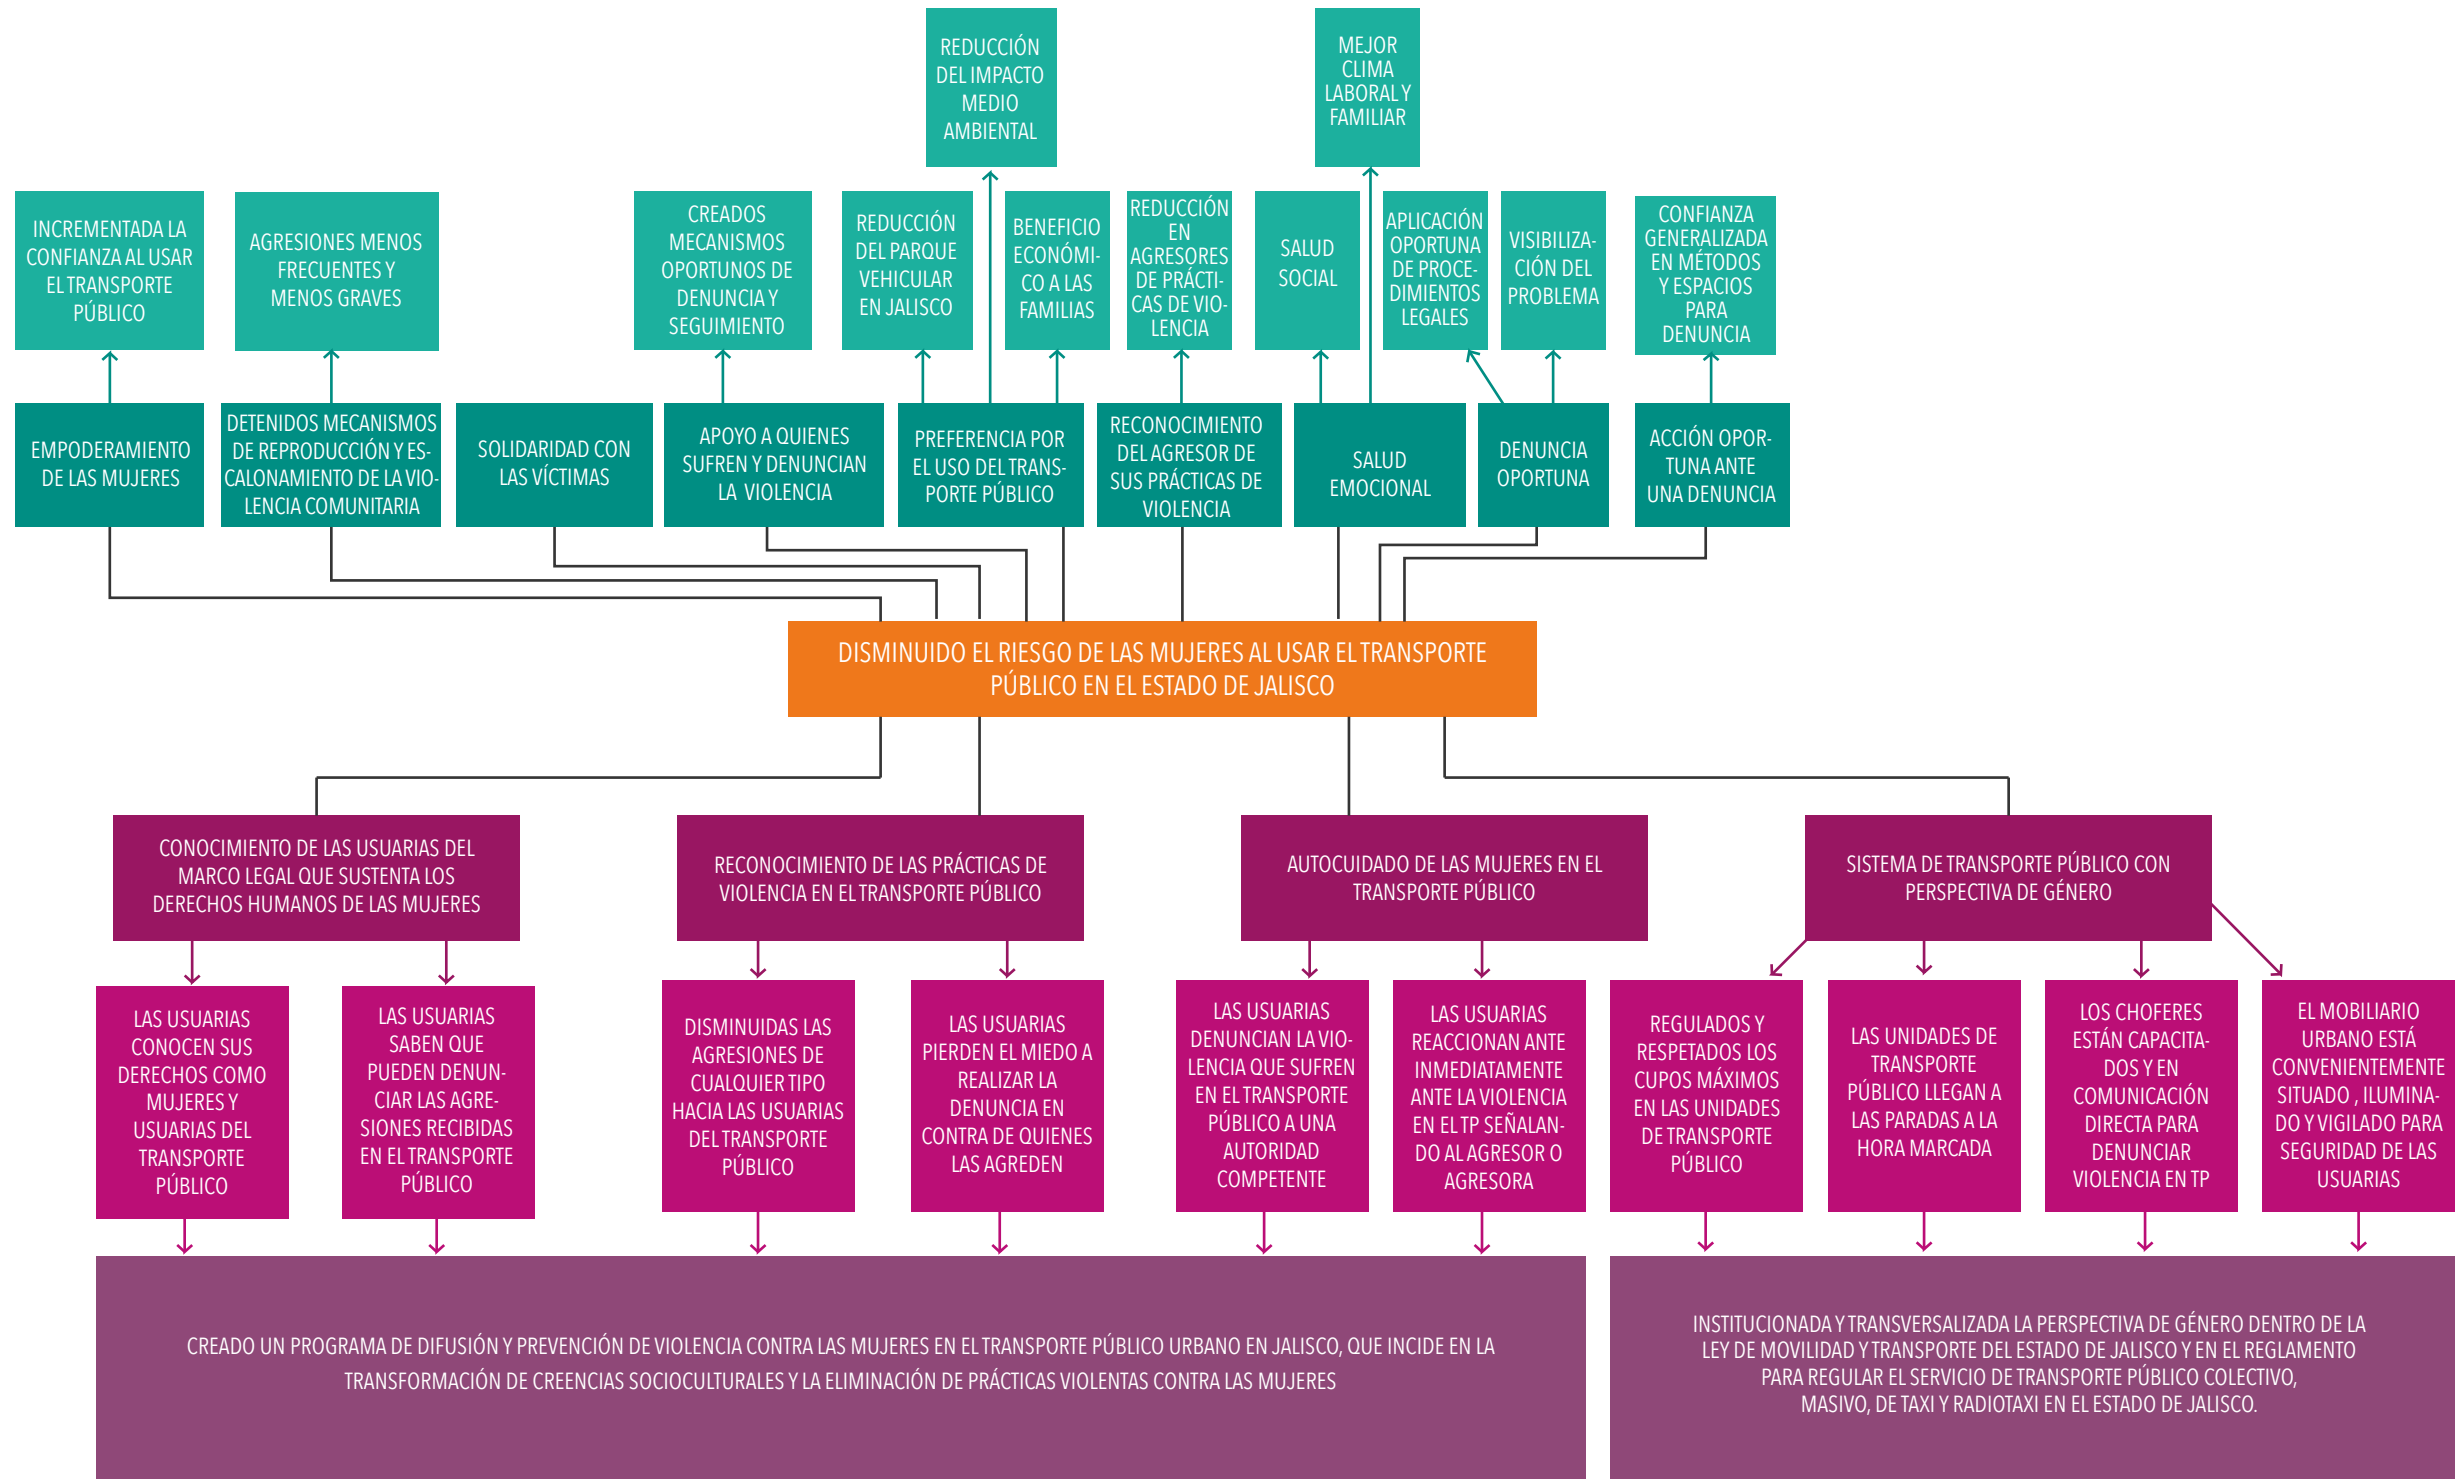 REDUCCIÓN
DEL IMPACTO
MEDIO
AMBIENTAL
MEJOR
CLIMA
LABORAL Y
FAMILIAR
INCREMENTADA LA
CONFIANZA AL USAR
EL TRANSPORTE
PÚBLICO
AGRESIONES MENOS
FRECUENTES Y
MENOS GRAVES
CREADOS
MECANISMOS
OPORTUNOS DE
DENUNCIA Y
SEGUIMIENTO
REDUCCIÓN
DEL PARQUE
VEHICULAR
EN JALISCO
BENEFICIO
ECONÓMI-
CO A LAS
FAMILIAS
REDUCCIÓN
EN
AGRESORES
DE PRÁCTI-
CAS DE VIO-
LENCIA
SALUD
SOCIAL
APLICACIÓN
OPORTUNA
DE PROCE-
DIMIENTOS
LEGALES
VISIBILIZA-
CIÓN DEL
PROBLEMA
CONFIANZA
GENERALIZADA
EN MÉTODOS
Y ESPACIOS
PARA
DENUNCIA
EMPODERAMIENTO
DE LAS MUJERES
DETENIDOS MECANISMOS
DE REPRODUCCIÓN Y ES-
CALONAMIENTO DE LA VIO-
LENCIA COMUNITARIA
SOLIDARIDAD CON
LAS VÍCTIMAS
APOYO A QUIENES
SUFREN Y DENUNCIAN
LA VIOLENCIA
PREFERENCIA POR
EL USO DEL TRANS-
PORTE PÚBLICO
RECONOCIMIENTO
DEL AGRESOR DE
SUS PRÁCTICAS DE
VIOLENCIA
SALUD
EMOCIONAL
DENUNCIA
OPORTUNA
ACCIÓN OPOR-
TUNA ANTE
UNA DENUNCIA
DISMINUIDO EL RIESGO DE LAS MUJERES AL USAR EL TRANSPORTE
PÚBLICO EN EL ESTADO DE JALISCO
CONOCIMIENTO DE LAS USUARIAS DEL
MARCO LEGAL QUE SUSTENTA LOS
DERECHOS HUMANOS DE LAS MUJERES
RECONOCIMIENTO DE LAS PRÁCTICAS DE
VIOLENCIA EN EL TRANSPORTE PÚBLICO
AUTOCUIDADO DE LAS MUJERES EN EL
TRANSPORTE PÚBLICO
SISTEMA DE TRANSPORTE PÚBLICO CON
PERSPECTIVA DE GÉNERO
LAS USUARIAS
CONOCEN SUS
DERECHOS COMO
MUJERES Y
USUARIAS DEL
TRANSPORTE
PÚBLICO
LAS USUARIAS
SABEN QUE
PUEDEN DENUN-
CIAR LAS AGRE-
SIONES RECIBIDAS
EN EL TRANSPORTE
PÚBLICO
DISMINUIDAS LAS
AGRESIONES DE
CUALQUIER TIPO
HACIA LAS USUARIAS
DEL TRANSPORTE
PÚBLICO
LAS USUARIAS
PIERDEN EL MIEDO A
REALIZAR LA
DENUNCIA EN
CONTRA DE QUIENES
LAS AGREDEN
LAS USUARIAS
DENUNCIAN LA VIO-
LENCIA QUE SUFREN
EN EL TRANSPORTE
PÚBLICO A UNA
AUTORIDAD
COMPETENTE
LAS USUARIAS
REACCIONAN ANTE
INMEDIATAMENTE
ANTE LA VIOLENCIA
EN EL TP SEÑALAN-
DO AL AGRESOR O
AGRESORA
REGULADOS Y
RESPETADOS LOS
CUPOS MÁXIMOS
EN LAS UNIDADES
DE TRANSPORTE
PÚBLICO
LAS UNIDADES DE
TRANSPORTE
PÚBLICO LLEGAN A
LAS PARADAS A LA
HORA MARCADA
LOS CHOFERES
ESTÁN CAPACITA-
DOS Y EN
COMUNICACIÓN
DIRECTA PARA
DENUNCIAR
VIOLENCIA EN TP
EL MOBILIARIO
URBANO ESTÁ
CONVENIENTEMENTE
SITUADO , ILUMINA-
DO Y VIGILADO PARA
SEGURIDAD DE LAS
USUARIAS
CREADO UN PROGRAMA DE DIFUSIÓN Y PREVENCIÓN DE VIOLENCIA CONTRA LAS MUJERES EN EL TRANSPORTE PÚBLICO URBANO EN JALISCO, QUE INCIDE EN LA
TRANSFORMACIÓN DE CREENCIAS SOCIOCULTURALES Y LA ELIMINACIÓN DE PRÁCTICAS VIOLENTAS CONTRA LAS MUJERES
INSTITUCIONADA Y TRANSVERSALIZADA LA PERSPECTIVA DE GÉNERO DENTRO DE LA
LEY DE MOVILIDAD Y TRANSPORTE DEL ESTADO DE JALISCO Y EN EL REGLAMENTO
PARA REGULAR EL SERVICIO DE TRANSPORTE PÚBLICO COLECTIVO,
MASIVO, DE TAXI Y RADIOTAXI EN EL ESTADO DE JALISCO.